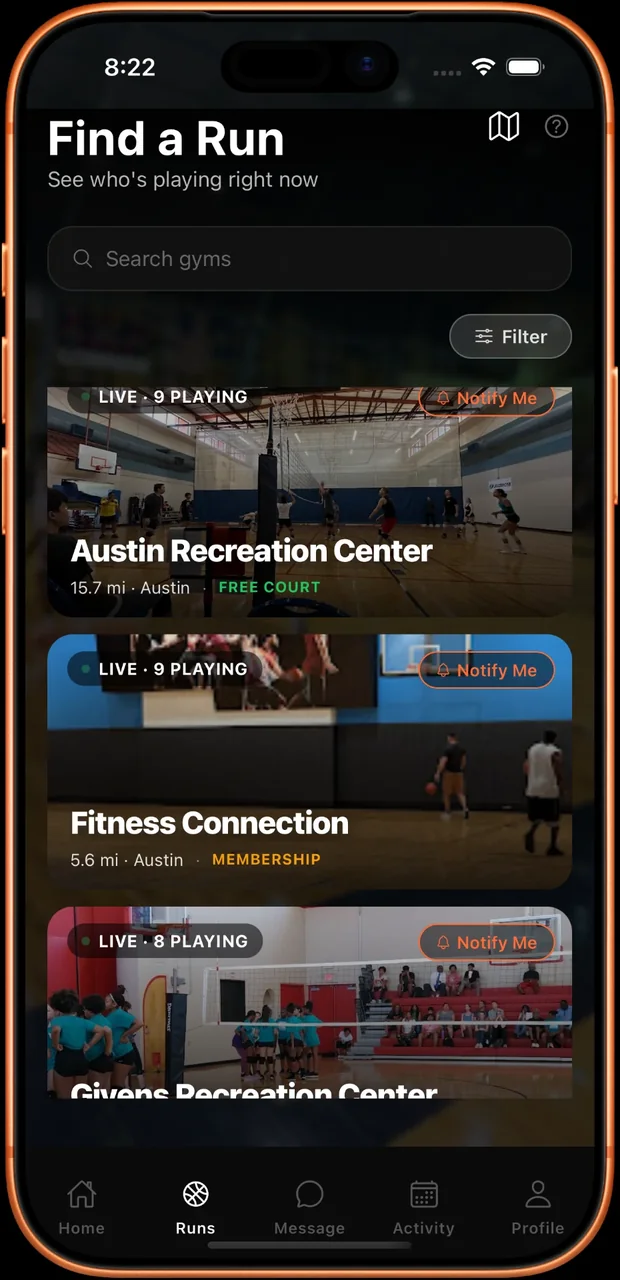 8:22
Find a Run
See who's playing right now
Search gyms
Filter
LIVE · 9 PLAYING
Notify Me
Austin Recreation Center
15.7 mi · Austin · FREE COURT
LIVE · 9 PLAYING
Notify Me
Fitness Connection
5.6 mi · Austin · MEMBERSHIP
LIVE · 8 PLAYING
Notify Me
Givens Recreation Center
Home
Runs
Message
Activity
Profile